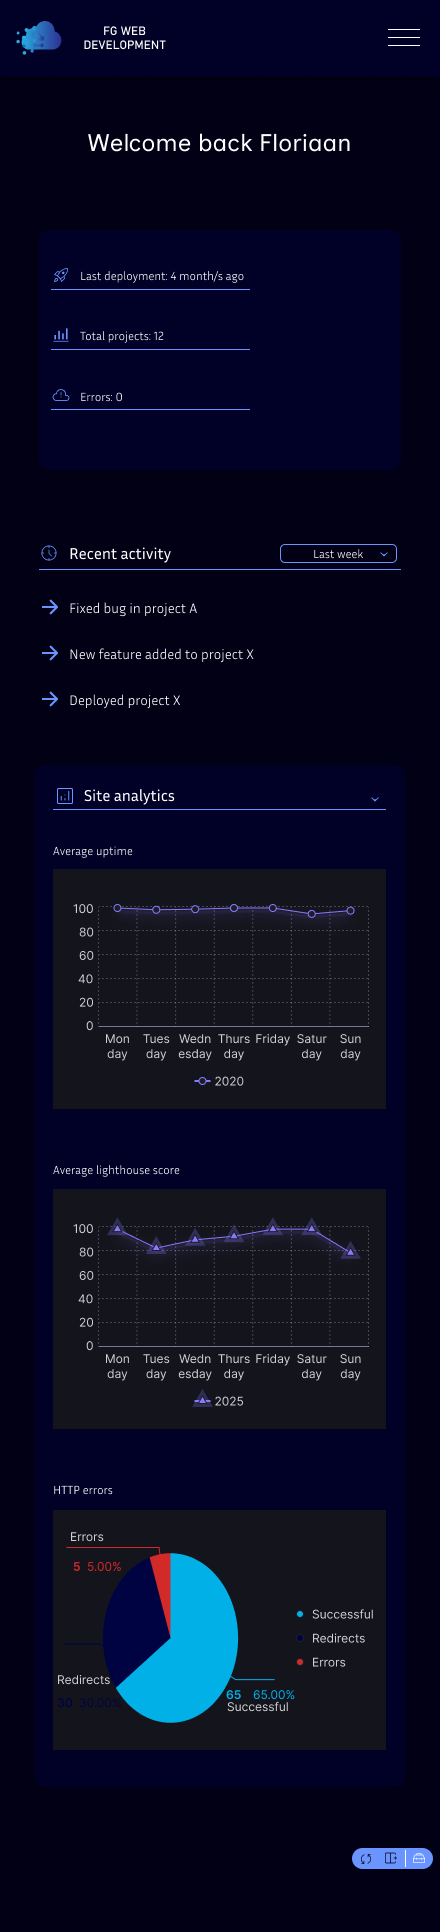 FG WEB
DEVELOPMENT
Welcome back Floriaan
Last deployment: 4 month/s ago
Total projects: 12
Errors: 0
Recent activity
Last week
Fixed bug in project A
New feature added to project X
Deployed project X
Site analytics
Average uptime
100
80
60
40
20
0
Mon Tues Wedn Thurs Friday Satur Sun
day day esday day day day
2020
Average lighthouse score
100
80
60
40
20
0
Mon Tues Wedn Thurs Friday Satur Sun
day day esday day day day
2025
HTTP errors
Errors
5 5.00%
Successful
Redirects
Errors
Redirects
30 30.00%
65 65.00%
Successful